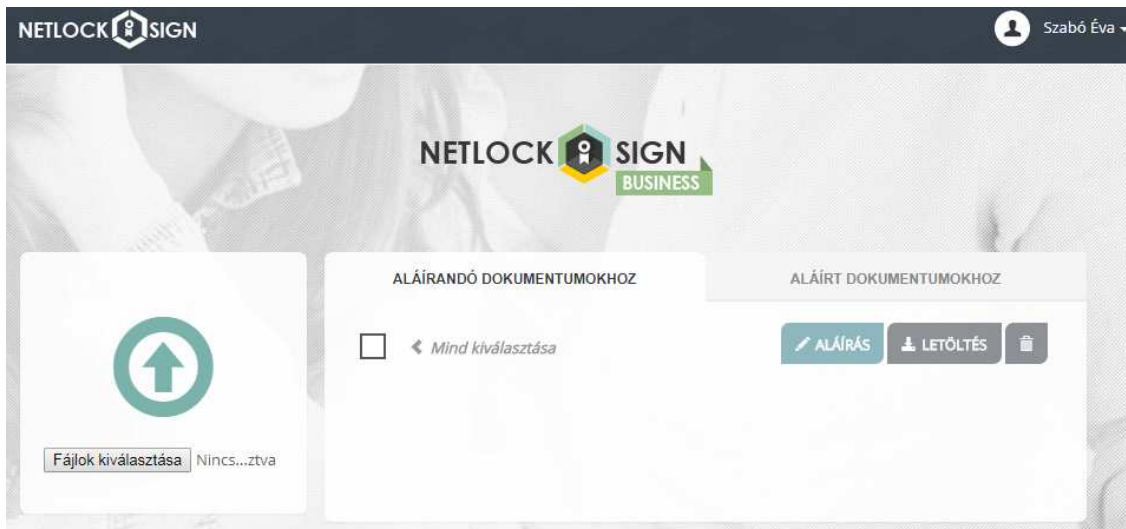 NETLOCK SIGN
Szabó Éva
NETLOCK SIGN
BUSINESS
ALÁÍRANDÓ DOKUMENTUMOKHOZ
ALÁÍRT DOKUMENTUMOKHOZ
Mind kiválasztása
ALÁÍRÁS
LETÖLTÉS
Fájlok kiválasztása Nincs...ztva